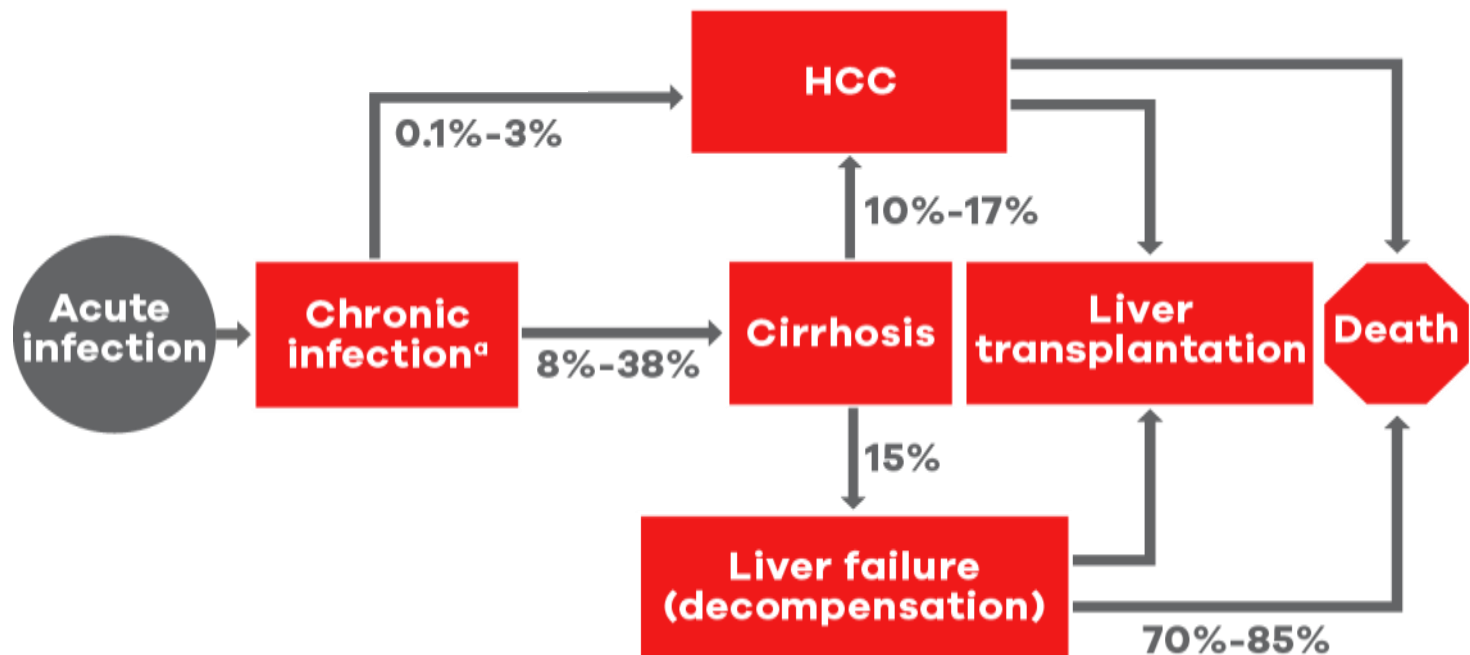 HCC
0.1%-3%
10%-17%
Acute
infection
Chronic
infectionᵃ
8%-38%
Cirrhosis
Liver
transplantation
Death
15%
Liver failure
(decompensation)
70%-85%